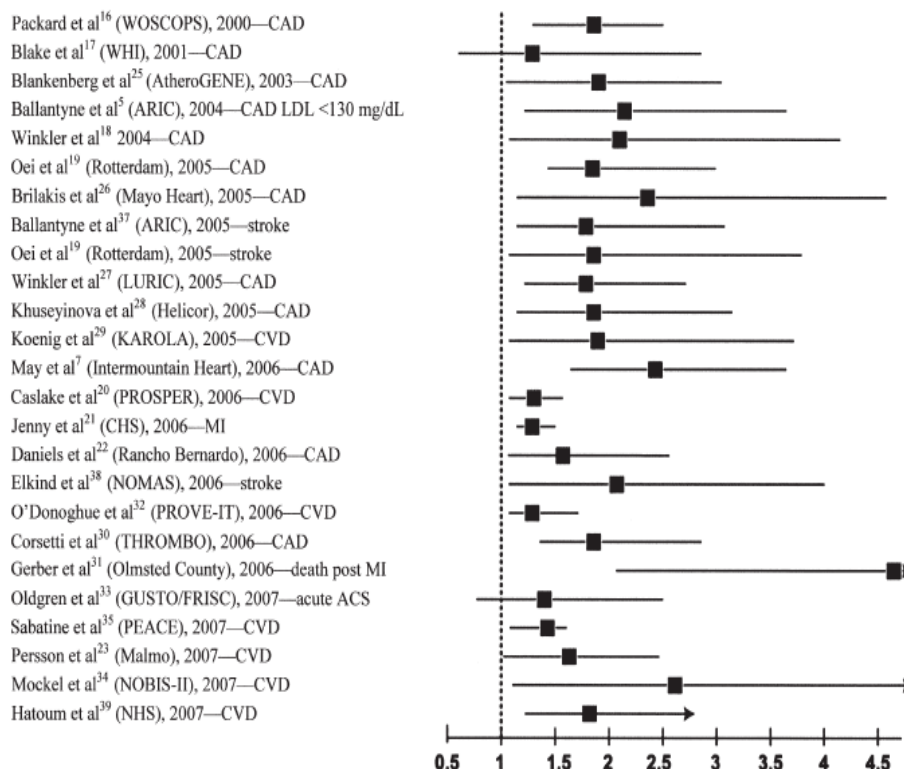 Packard et al16 (WOSCOPS), 2000—CAD
Blake et al17 (WHI), 2001—CAD
Blankenberg et al25 (AtheroGENE), 2003—CAD
Ballantyne et al5 (ARIC), 2004—CAD LDL <130 mg/dL
Winkler et al18 2004—CAD
Oei et al19 (Rotterdam), 2005—CAD
Brilakis et al26 (Mayo Heart), 2005—CAD
Ballantyne et al37 (ARIC), 2005—stroke
Oei et al19 (Rotterdam), 2005—stroke
Winkler et al27 (LURIC), 2005—CAD
Khuseyinova et al28 (Helicor), 2005—CAD
Koenig et al29 (KAROLA), 2005—CVD
May et al7 (Intermountain Heart), 2006—CAD
Caslake et al20 (PROSPER), 2006—CVD
Jenny et al21 (CHS), 2006—MI
Daniels et al22 (Rancho Bernardo), 2006—CAD
Elkind et al38 (NOMAS), 2006—stroke
O'Donoghue et al32 (PROVE-IT), 2006—CVD
Corsetti et al30 (THROMBO), 2006—CAD
Gerber et al31 (Olmsted County), 2006—death post MI
Oldgren et al33 (GUSTO/FRISC), 2007—acute ACS
Sabatine et al35 (PEACE), 2007—CVD
Persson et al23 (Malmo), 2007—CVD
Mockel et al34 (NOBIS-II), 2007—CVD
Hatoum et al39 (NHS), 2007—CVD
0.5 1 1.5 2 2.5 3 3.5 4 4.5